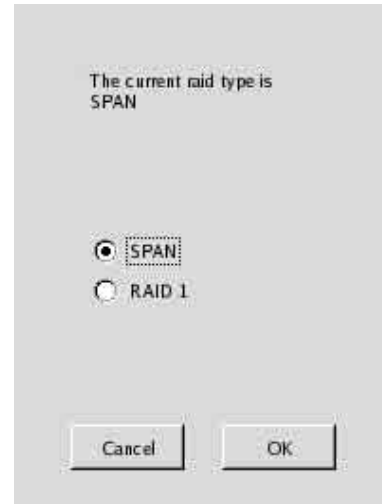 The current raid type is
SPAN
SPAN
RAID 1
Cancel
OK